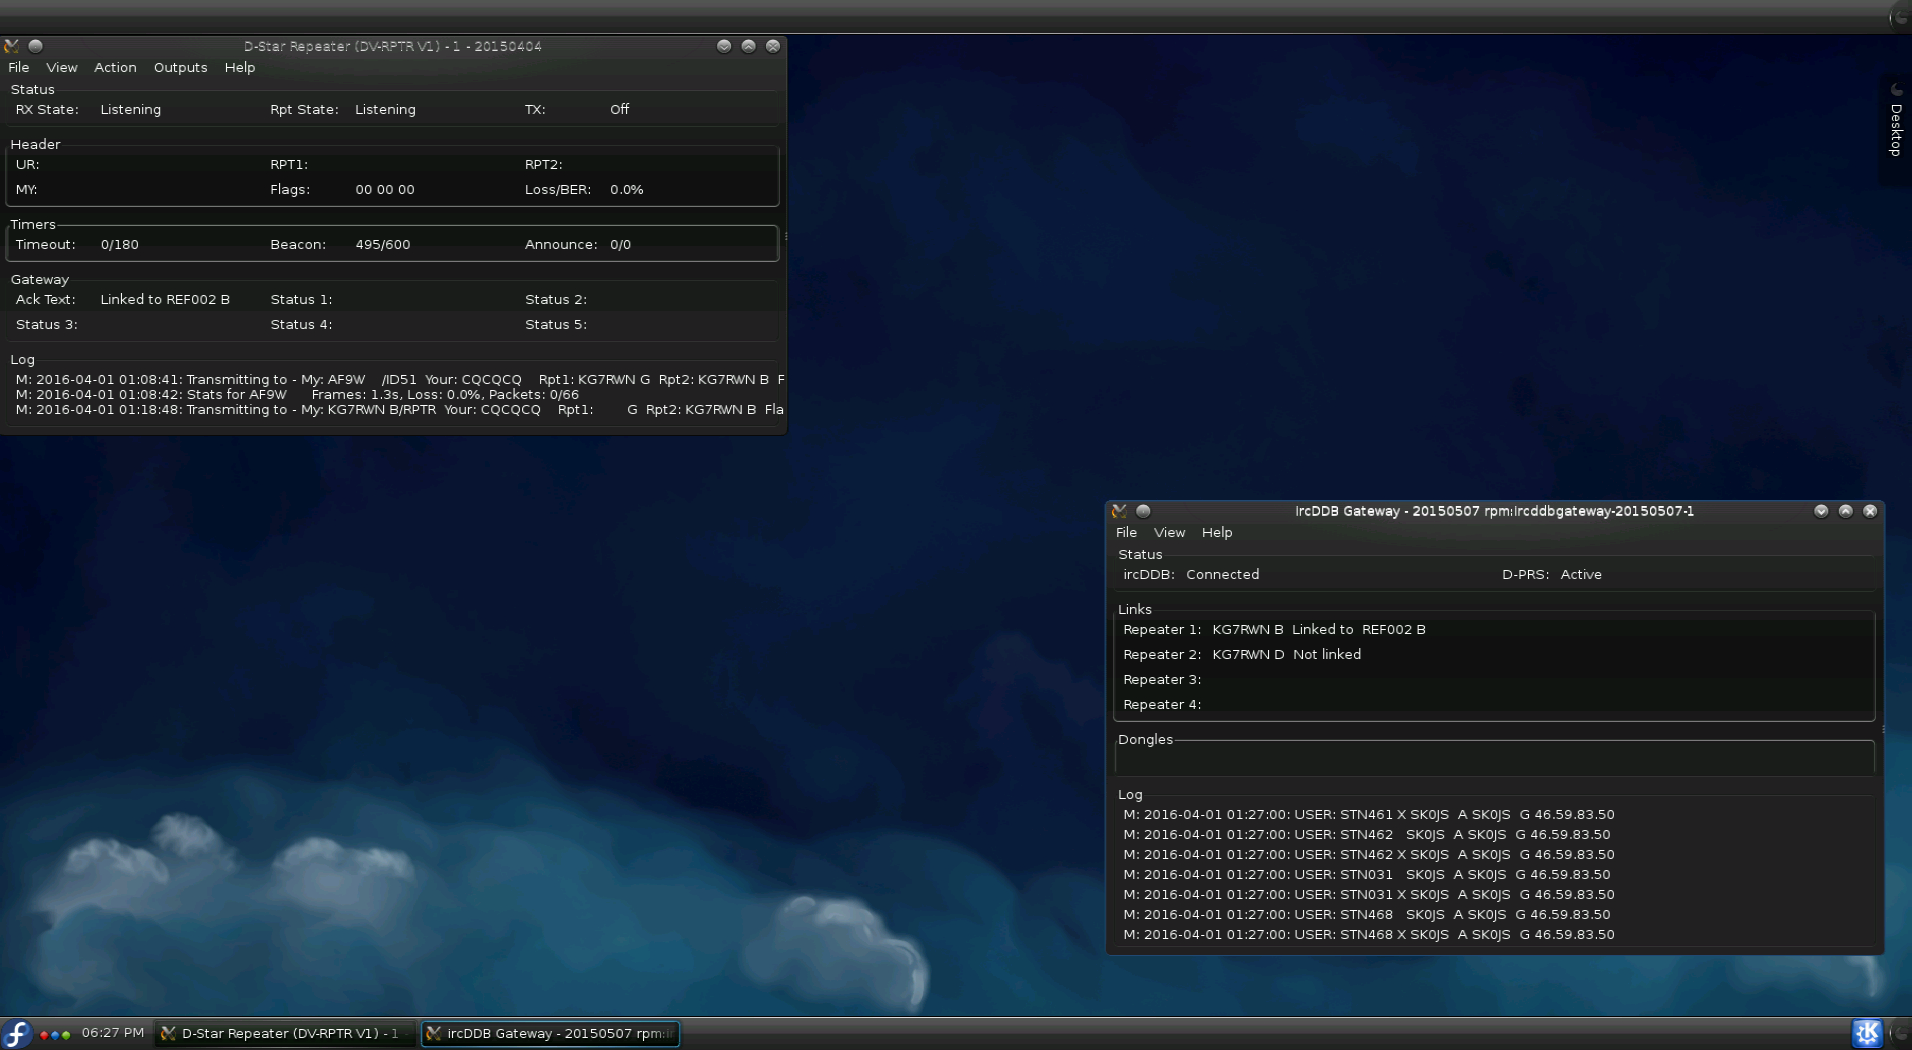 D-Star Repeater (DV-RPTR V1) - 1 - 20150404
File View Action Outputs Help
Status
RX State: Listening Rpt State: Listening TX: Off
Header
UR: RPT1: RPT2:
MY: Flags: 00 00 00 Loss/BER: 0.0%
Timers
Timeout: 0/180 Beacon: 495/600 Announce: 0/0
Gateway
Ack Text: Linked to REF002 B Status 1: Status 2:
Status 3: Status 4: Status 5:
Log
M: 2016-04-01 01:08:41: Transmitting to - My: AF9W /ID51 Your: CQCQCQ Rpt1: KG7RWN G Rpt2: KG7RWN B F
M: 2016-04-01 01:08:42: Stats for AF9W Frames: 1.3s, Loss: 0.0%, Packets: 0/66
M: 2016-04-01 01:18:48: Transmitting to - My: KG7RWN B/RPTR Your: CQCQCQ Rpt1: G Rpt2: KG7RWN B Fla
Desktop
ircDDB Gateway - 20150507 rpm:ircddbgateway-20150507-1
File View Help
Status
ircDDB: Connected D-PRS: Active
Links
Repeater 1: KG7RWN B Linked to REF002 B
Repeater 2: KG7RWN D Not linked
Repeater 3:
Repeater 4:
Dongles
Log
M: 2016-04-01 01:27:00: USER: STN461 X SK0JS A SK0JS G 46.59.83.50
M: 2016-04-01 01:27:00: USER: STN462 SK0JS A SK0JS G 46.59.83.50
M: 2016-04-01 01:27:00: USER: STN462 X SK0JS A SK0JS G 46.59.83.50
M: 2016-04-01 01:27:00: USER: STN031 SK0JS A SK0JS G 46.59.83.50
M: 2016-04-01 01:27:00: USER: STN031 X SK0JS A SK0JS G 46.59.83.50
M: 2016-04-01 01:27:00: USER: STN468 SK0JS A SK0JS G 46.59.83.50
M: 2016-04-01 01:27:00: USER: STN468 X SK0JS A SK0JS G 46.59.83.50
06:27 PM D-Star Repeater (DV-RPTR V1) - 1 ircDDB Gateway - 20150507 rpm:i